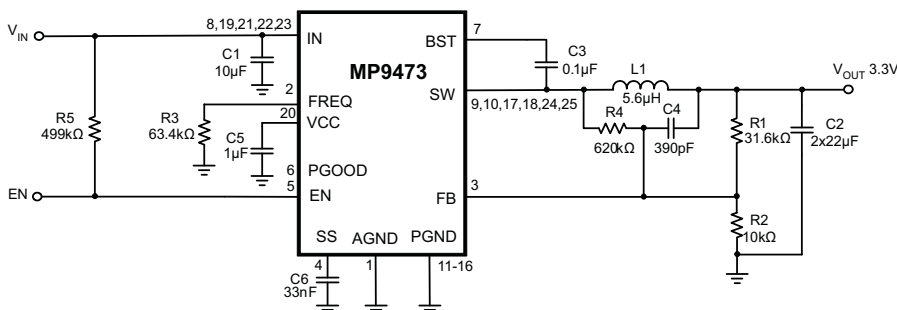 V_IN
8,19,21,22,23
IN
C1
10µF
MP9473
BST
7
C3
0.1µF
SW
9,10,17,18,24,25
L1
5.6µH
V_OUT 3.3V
R5
499kΩ
2
FREQ
R3
63.4kΩ
20
VCC
C5
1µF
R4
620kΩ
C4
390pF
R1
31.6kΩ
C2
2x22µF
6
PGOOD
EN
5
EN
FB
3
R2
10kΩ
SS
AGND
PGND
4
1
11-16
C6
33nF